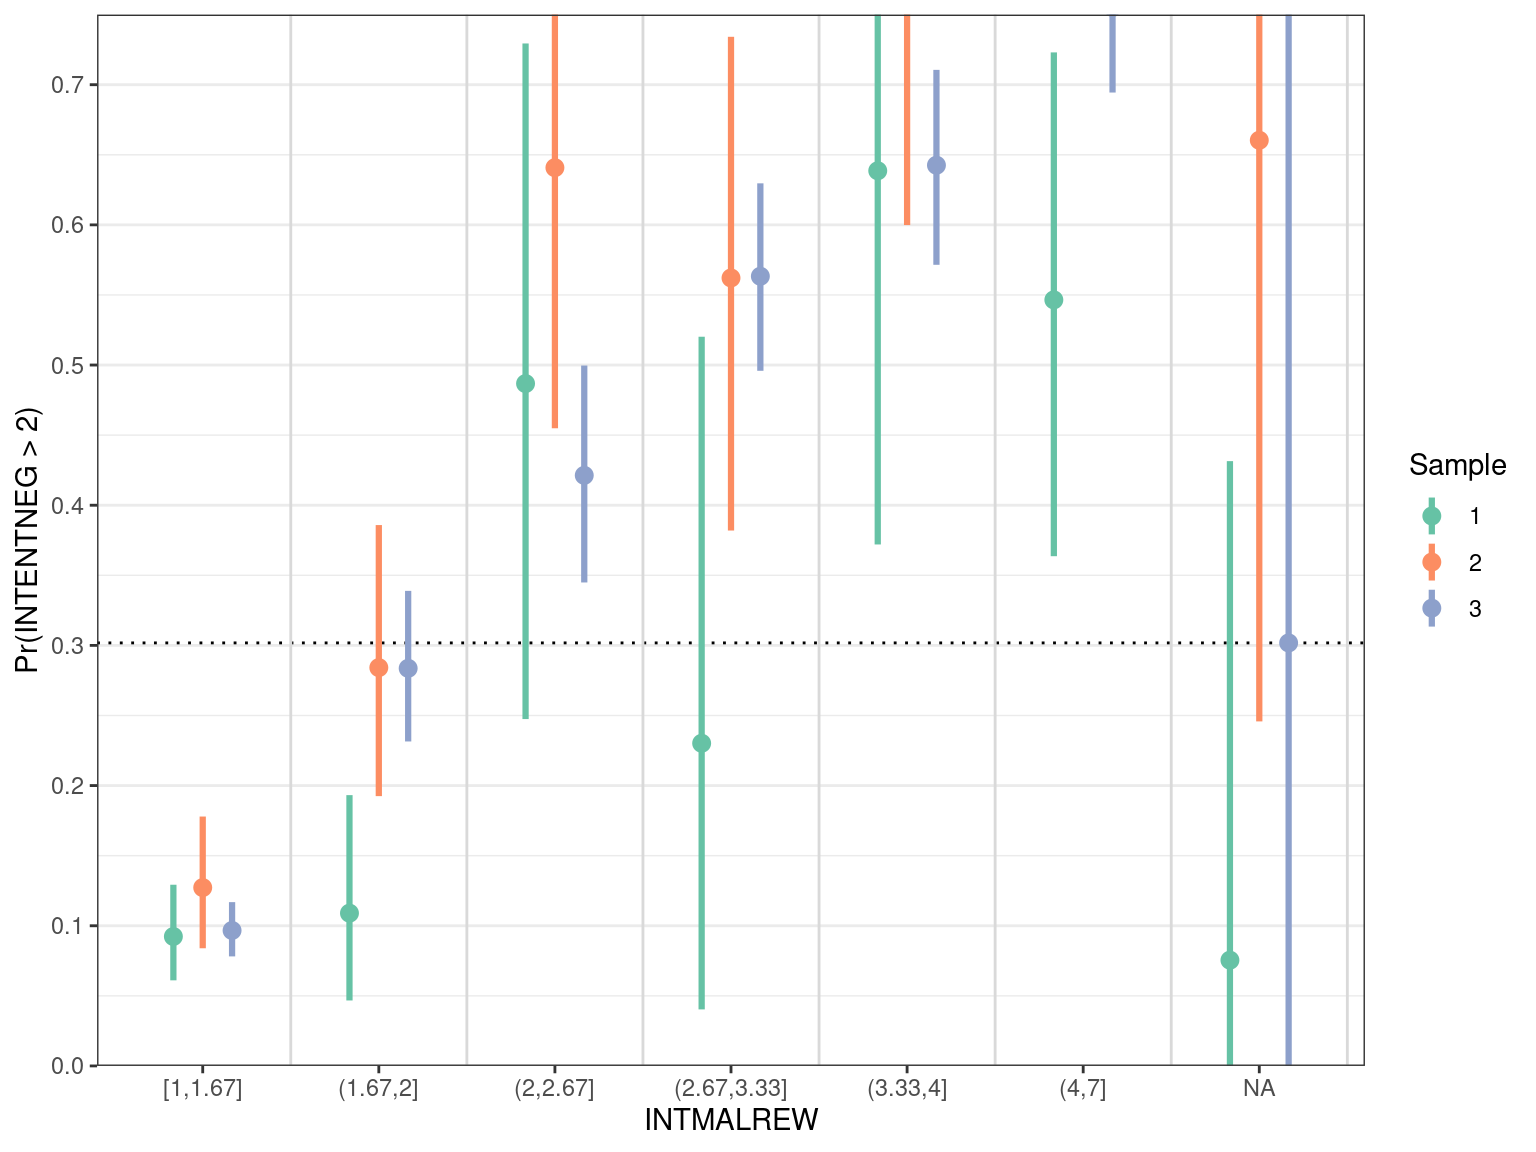 0.7
0.6
0.5
0.4
0.3
0.2
0.1
0.0
Pr(INTENTNEG > 2)
[1,1.67] (1.67,2] (2,2.67] (2.67,3.33] (3.33,4] (4,7] NA
INTMALREW
Sample
1
2
3